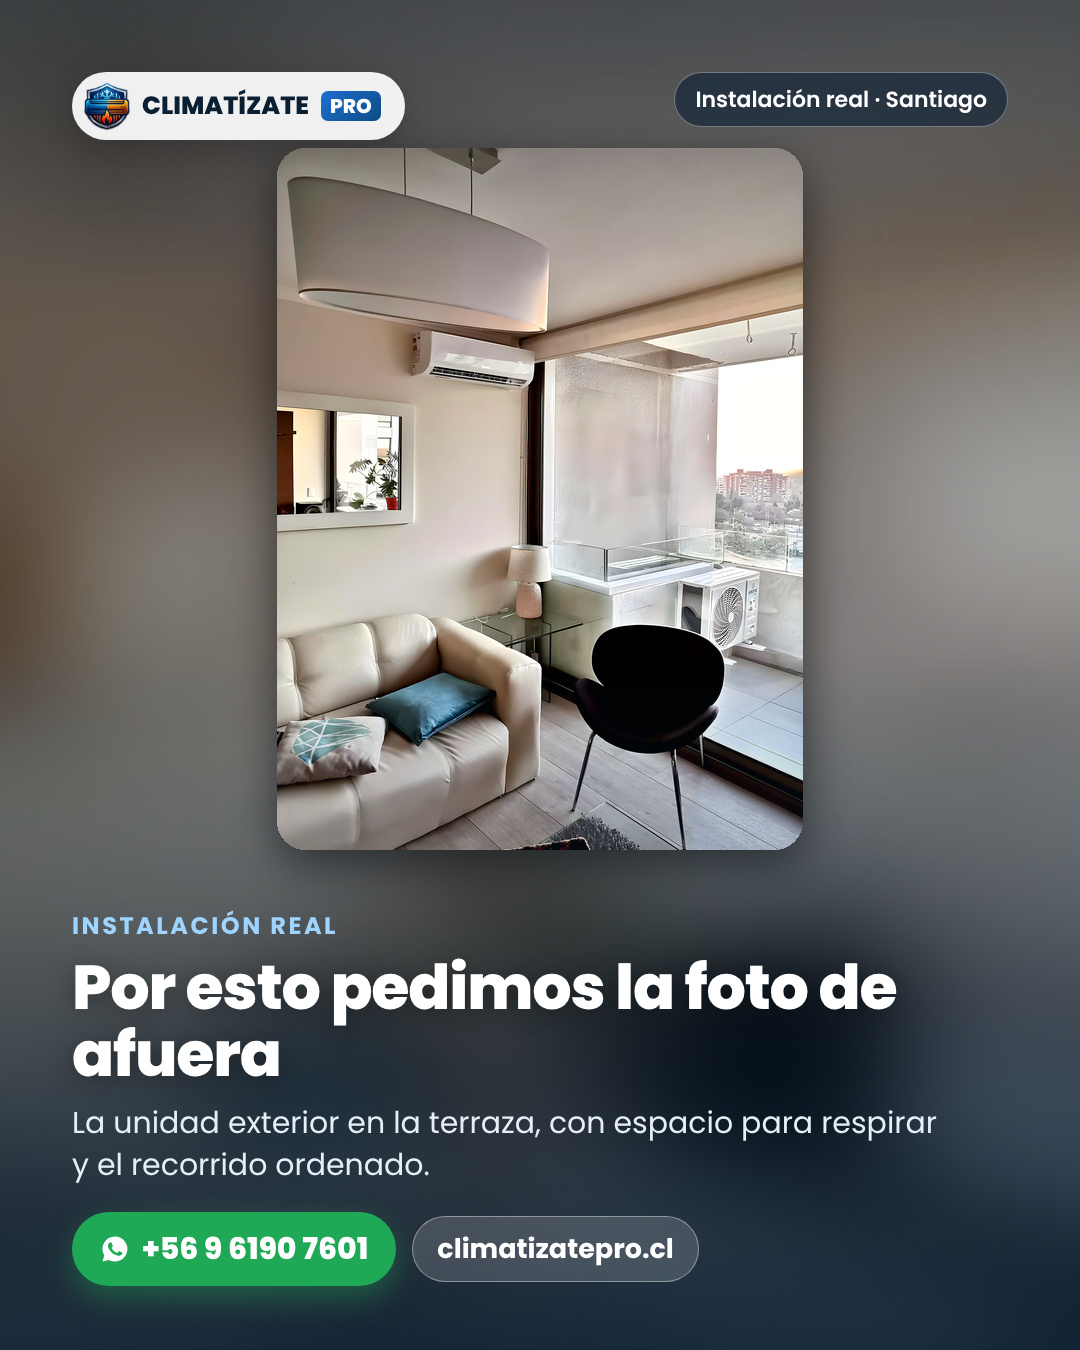 CLIMATÍZATE PRO
Instalación real · Santiago
INSTALACIÓN REAL
Por esto pedimos la foto de
afuera
La unidad exterior en la terraza, con espacio para respirar
y el recorrido ordenado.
+56 9 6190 7601
climatizatepro.cl